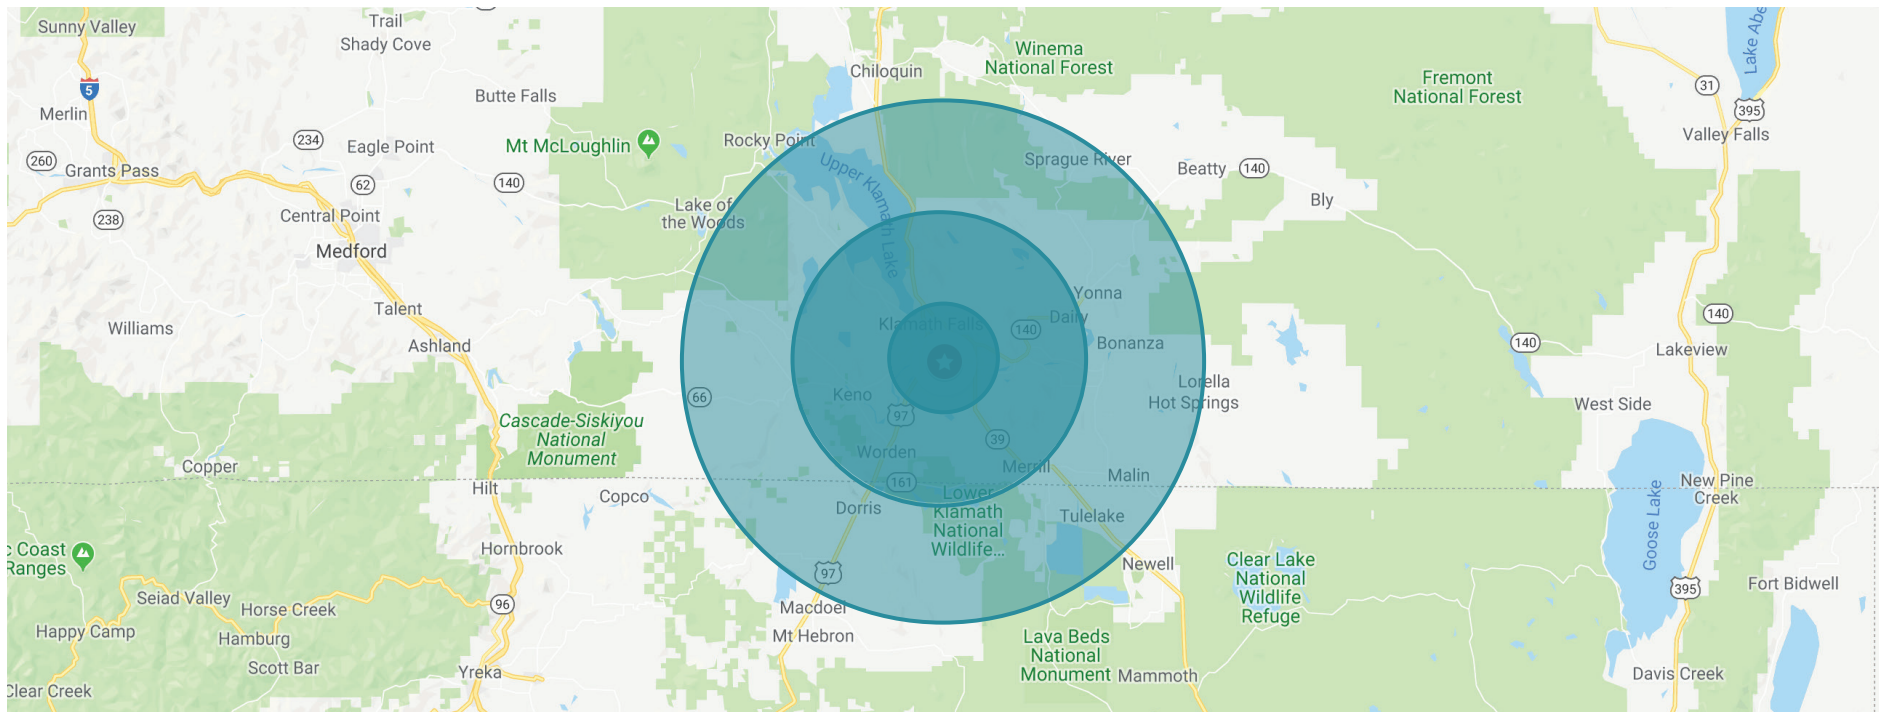 Sunny Valley
Trail
Shady Cove
Chiloquin
Winema
National Forest
Fremont
National Forest
31
395
Valley Falls
5
Merlin
Butte Falls
234
Eagle Point
Mt McLoughlin
Rocky Point
260
Grants Pass
62
140
Upper Klamath Lake
Sprague River
Beatty
140
Bly
238
Central Point
Lake of
the Woods
Medford
Talent
Yonna
Williams
Klamath Falls
140
Dairy
140
Ashland
Bonanza
140
Lakeview
66
Keno
97
Lorella
Hot Springs
West Side
Cascade-Siskiyou
National
Monument
39
Worden
Merrill
Copper
Malin
Hilt
Copco
161
Dorris
Lower
Klamath
National
Wildlife...
Tulelake
Goose Lake
New Pine
Creek
c Coast
Ranges
Hornbrook
97
Newell
Clear Lake
National
Wildlife
Refuge
395
Fort Bidwell
Seiad Valley
Horse Creek
96
Macdoel
Happy Camp
Hamburg
Mt Hebron
Lava Beds
National
Monument
Scott Bar
Yreka
Mammoth
Davis Creek
Clear Creek
Lake Abe